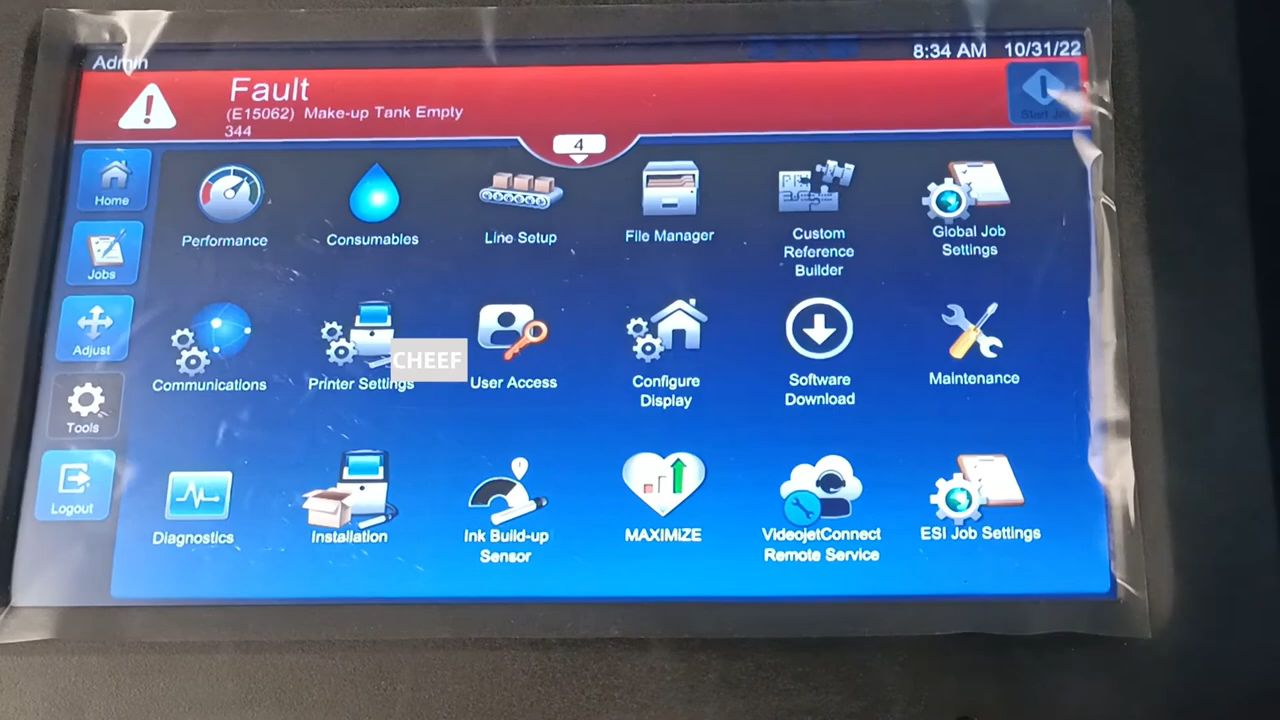 Admin
8:34 AM 10/31/22
Fault
(E15062) Make-up Tank Empty
344
Start Jet
4
Home
Jobs
Adjust
Tools
Logout
Performance
Consumables
Line Setup
File Manager
Custom
Reference
Builder
Global Job
Settings
Communications
Printer Settings
CHEEF
User Access
Configure
Display
Software
Download
Maintenance
Diagnostics
Installation
Ink Build-up
Sensor
MAXIMIZE
VideojetConnect
Remote Service
ESI Job Settings